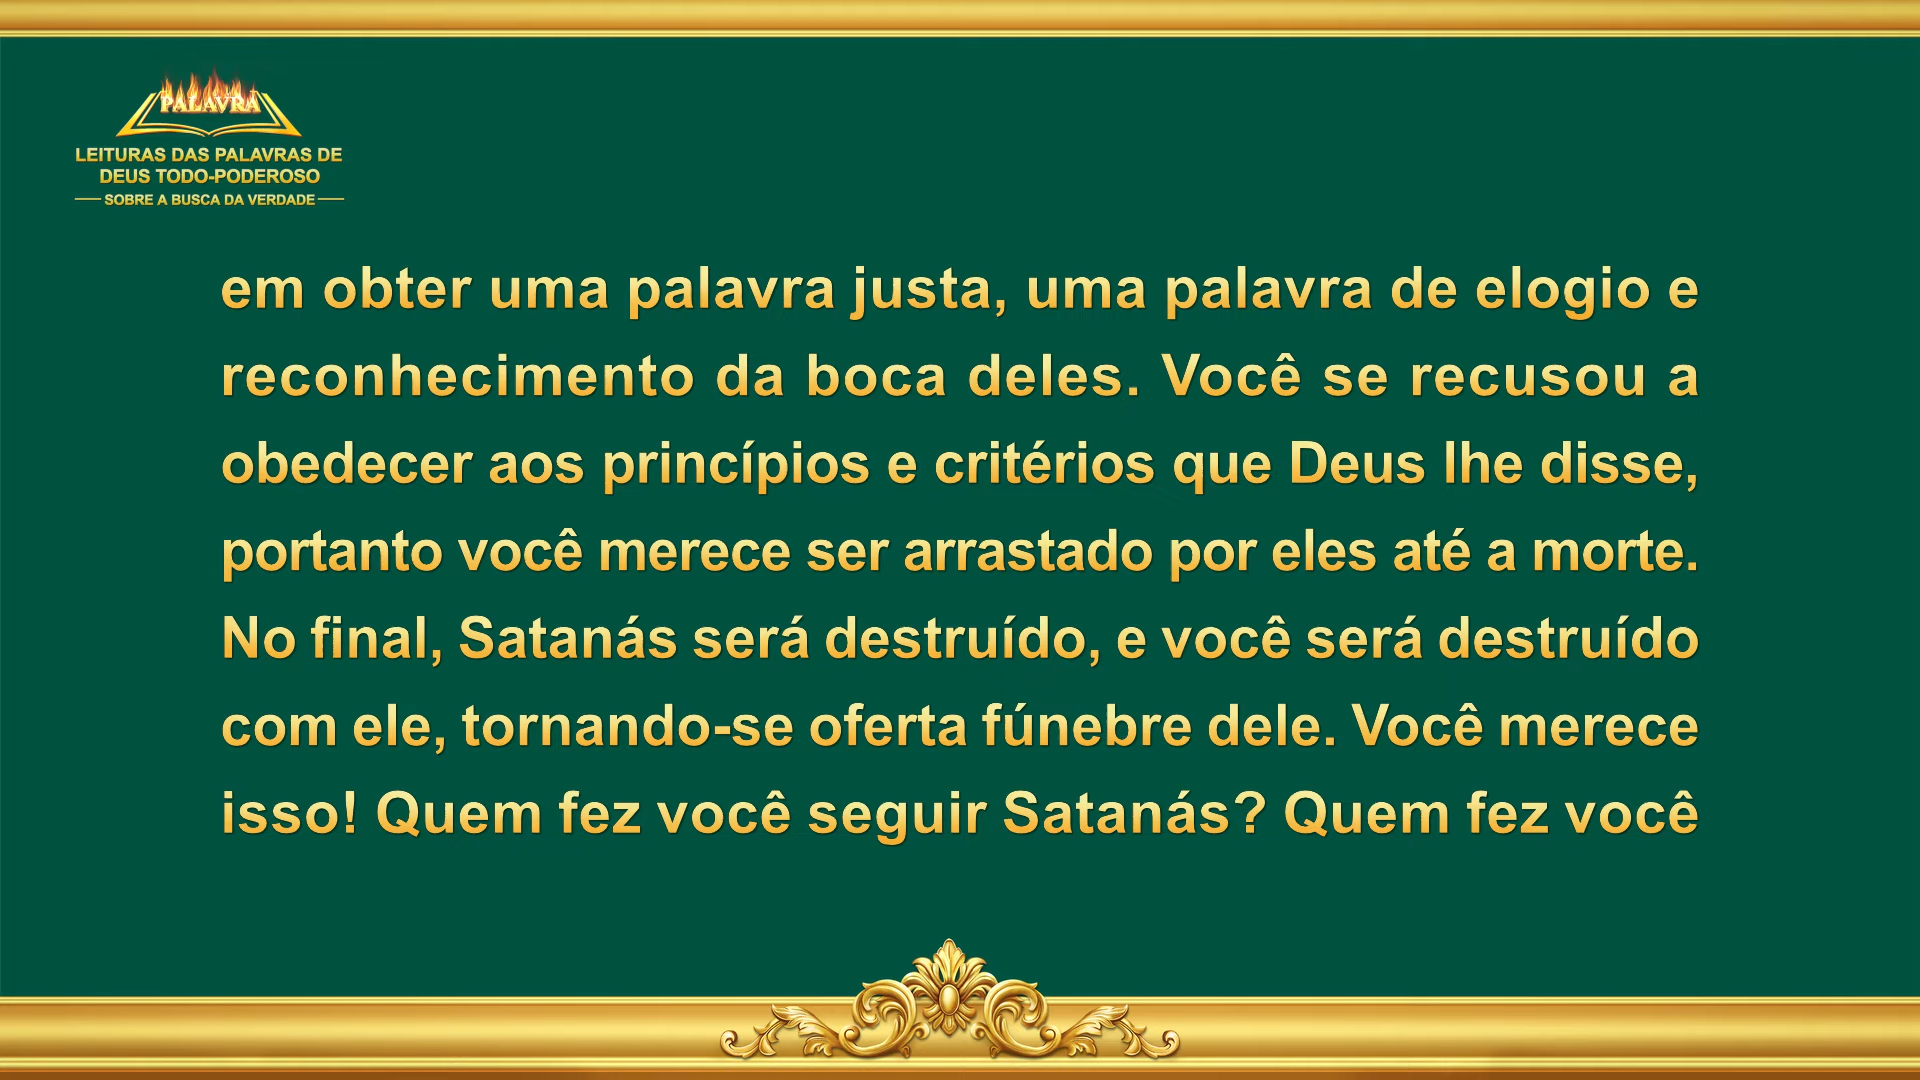 PALAVRA
LEITURAS DAS PALAVRAS DE
DEUS TODO-PODEROSO
SOBRE A BUSCA DA VERDADE
em obter uma palavra justa, uma palavra de elogio e
reconhecimento da boca deles. Você se recusou a
obedecer aos princípios e critérios que Deus lhe disse,
portanto você merece ser arrastado por eles até a morte.
No final, Satanás será destruído, e você será destruído
com ele, tornando-se oferta fúnebre dele. Você merece
isso! Quem fez você seguir Satanás? Quem fez você